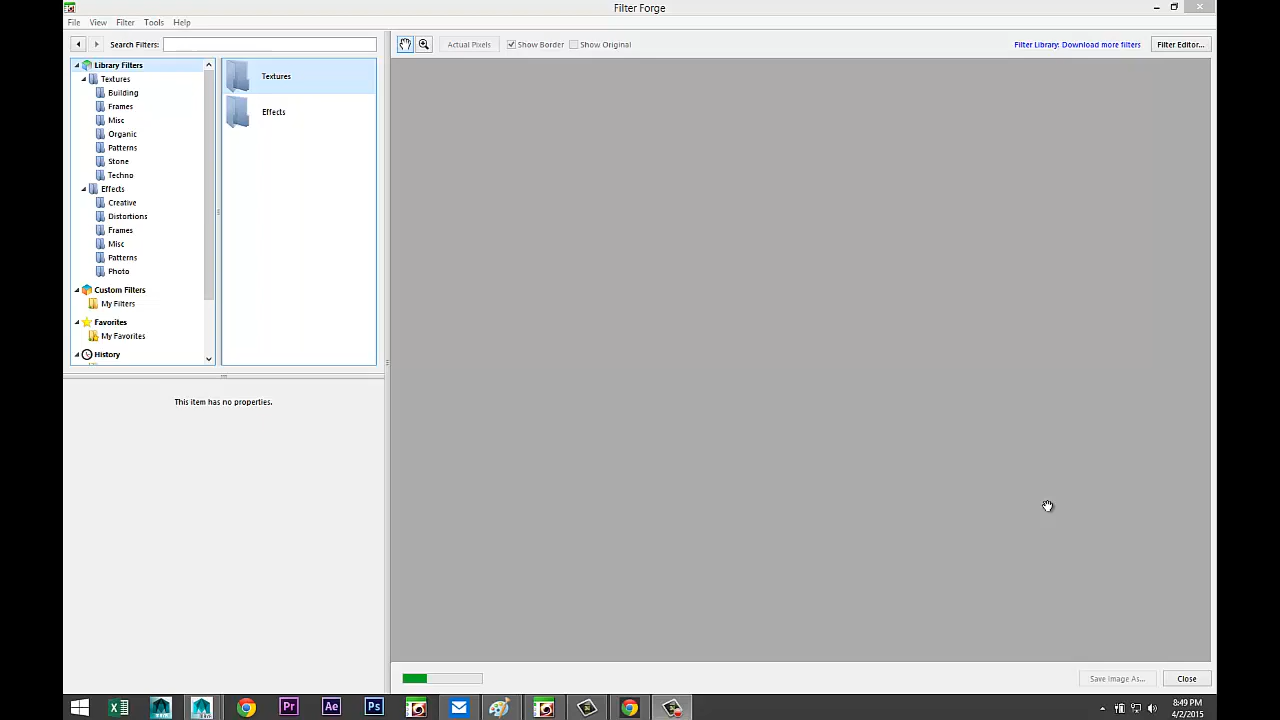 Filter Forge
File View Filter Tools Help
Search Filters:
Actual Pixels Show Border Show Original Filter Library: Download more filters Filter Editor...
Library Filters
Textures
Building
Frames
Misc
Organic
Patterns
Stone
Techno
Effects
Creative
Distortions
Frames
Misc
Patterns
Photo
Custom Filters
My Filters
Favorites
My Favorites
History
Textures
Effects
This item has no properties.
Save Image As... Close
Pr Ae Ps
8:49 PM
4/2/2015